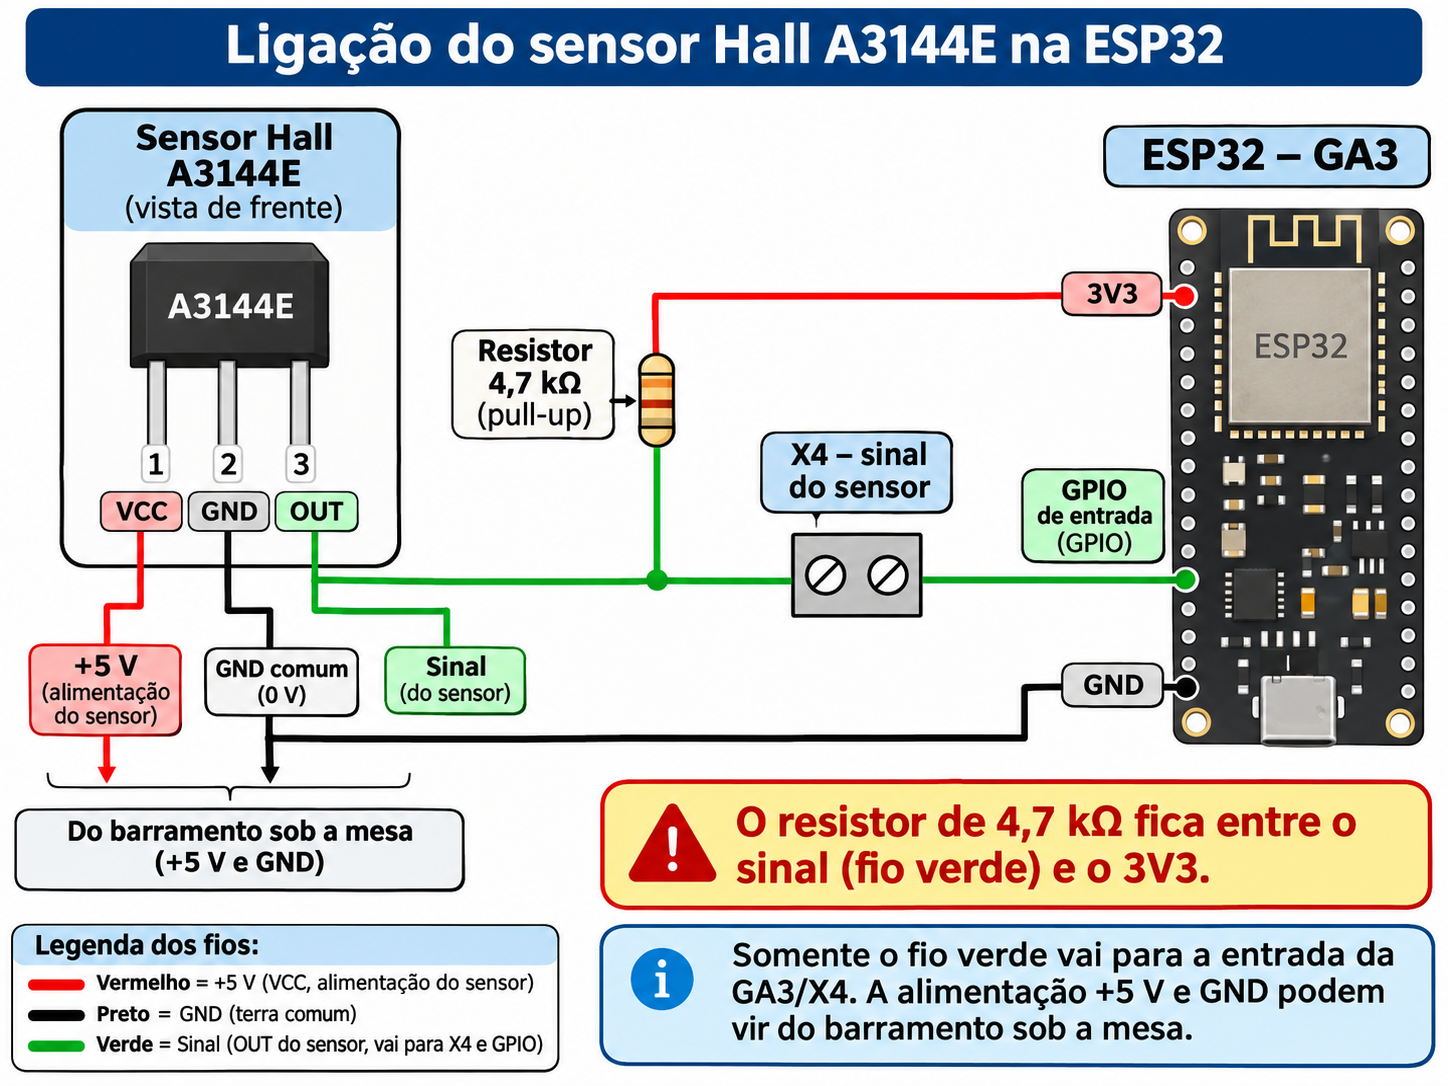 Ligação do sensor Hall A3144E na ESP32
Sensor Hall
A3144E
(vista de frente)
A3144E
1 2 3
VCC GND OUT
+5 V
(alimentação
do sensor)
GND comum
(0 V)
Sinal
(do sensor)
Do barramento sob a mesa
(+5 V e GND)
Resistor
4,7 kΩ
(pull-up)
X4 – sinal
do sensor
ESP32 – GA3
3V3
ESP32
GPIO
de entrada
(GPIO)
GND
O resistor de 4,7 kΩ fica entre o
sinal (fio verde) e o 3V3.
Legenda dos fios:
Vermelho = +5 V (VCC, alimentação do sensor)
Preto = GND (terra comum)
Verde = Sinal (OUT do sensor, vai para X4 e GPIO)
i
Somente o fio verde vai para a entrada da
GA3/X4. A alimentação +5 V e GND podem
vir do barramento sob a mesa.